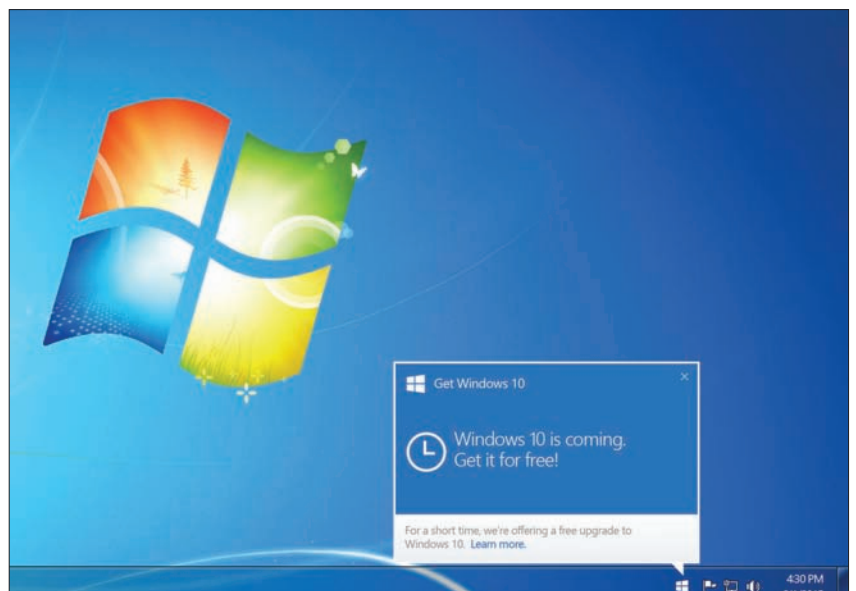 Get Windows 10
Windows 10 is coming.
Get it for free!
For a short time, we're offering a free upgrade to
Windows 10. Learn more.
4:30 PM